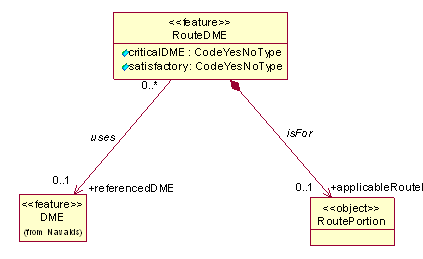 <<feature>>
RouteDME
criticalDME : CodeYesNoType
satisfactory: CodeYesNoType
0..*
uses
isFor
0..1
+referencedDME
0..1
+applicableRouteI
<<feature>>
DME
(from Navaids)
<<object>>
RoutePortion